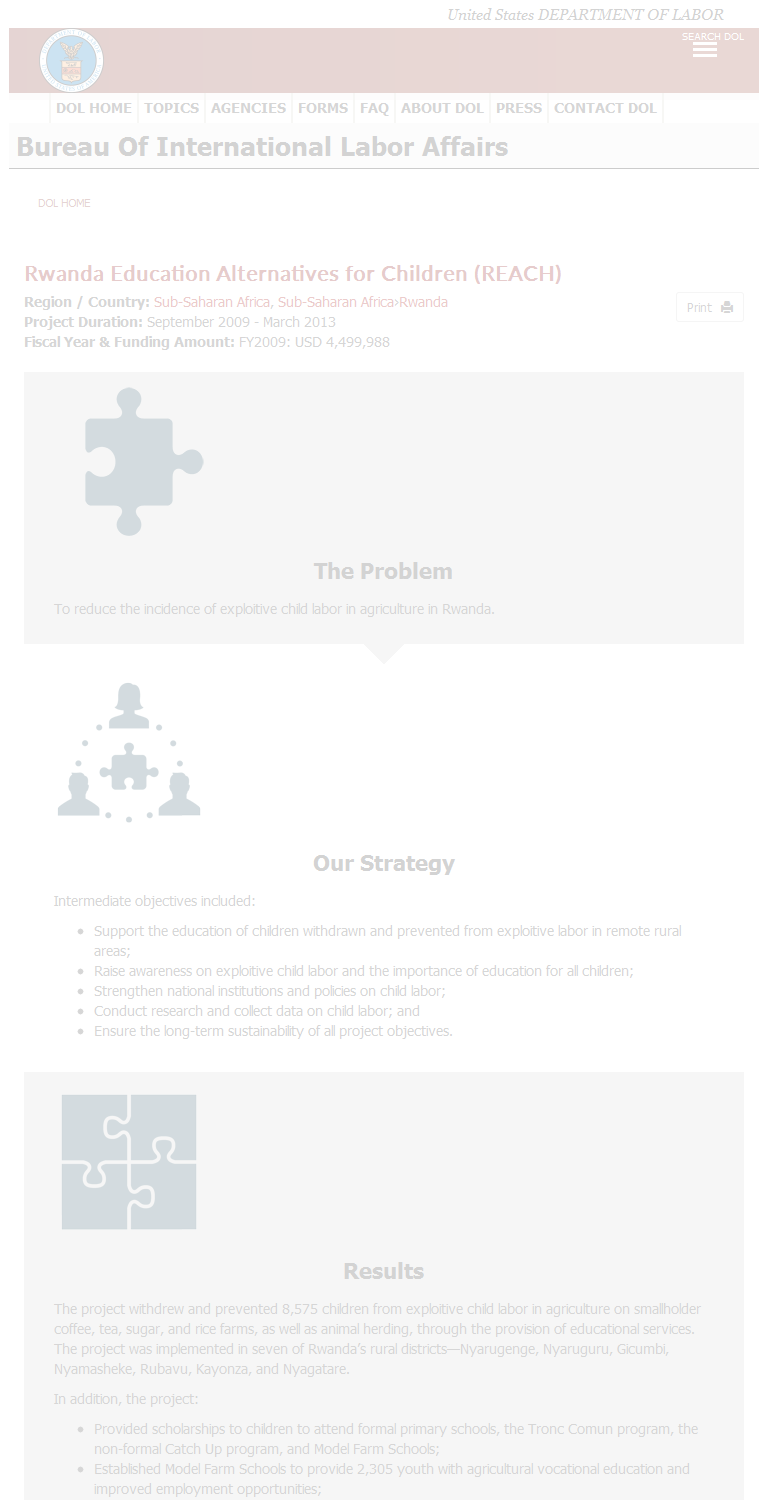 United States DEPARTMENT OF LABOR
SEARCH DOL
DOL HOME TOPICS AGENCIES FORMS FAQ ABOUT DOL PRESS CONTACT DOL
Bureau Of International Labor Affairs
DOL HOME
Rwanda Education Alternatives for Children (REACH)
Region / Country: Sub-Saharan Africa, Sub-Saharan Africa>Rwanda
Print
Project Duration: September 2009 - March 2013
Fiscal Year & Funding Amount: FY2009: USD 4,499,988
The Problem
To reduce the incidence of exploitive child labor in agriculture in Rwanda.
Our Strategy
Intermediate objectives included:
• Support the education of children withdrawn and prevented from exploitive labor in remote rural
areas;
• Raise awareness on exploitive child labor and the importance of education for all children;
• Strengthen national institutions and policies on child labor;
• Conduct research and collect data on child labor; and
• Ensure the long-term sustainability of all project objectives.
Results
The project withdrew and prevented 8,575 children from exploitive child labor in agriculture on smallholder
coffee, tea, sugar, and rice farms, as well as animal herding, through the provision of educational services.
The project was implemented in seven of Rwanda's rural districts—Nyarugenge, Nyaruguru, Gicumbi,
Nyamasheke, Rubavu, Kayonza, and Nyagatare.
In addition, the project:
• Provided scholarships to children to attend formal primary schools, the Tronc Comun program, the
non-formal Catch Up program, and Model Farm Schools;
• Established Model Farm Schools to provide 2,305 youth with agricultural vocational education and
improved employment opportunities;